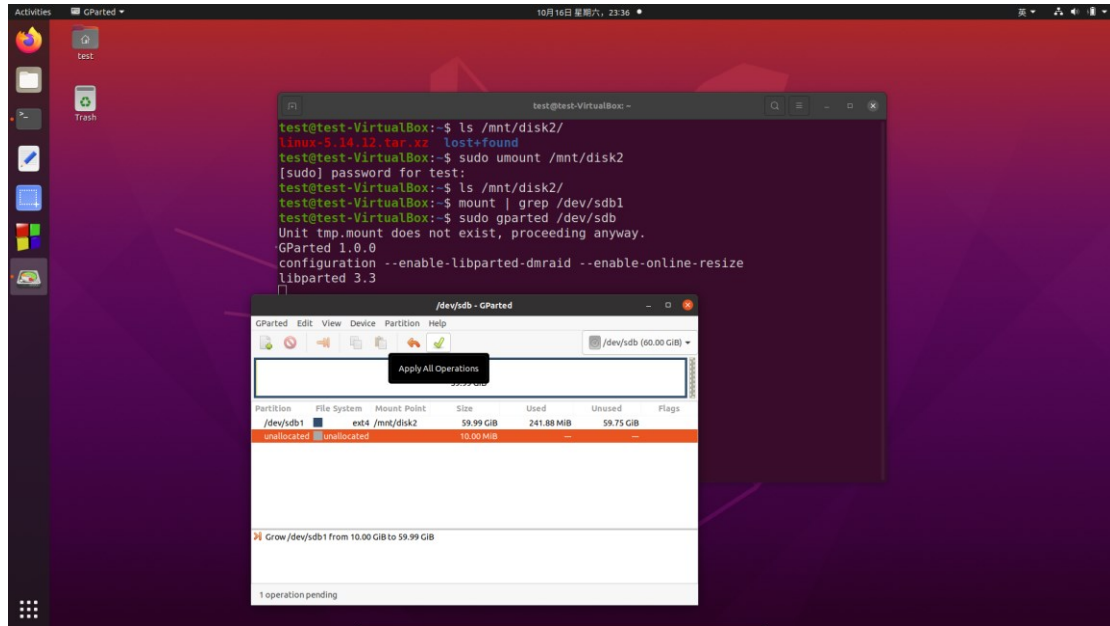 Activities GParted 10月16日 星期六，23:36 英
test
Trash
test@test-VirtualBox: ~
test@test-VirtualBox:~$ ls /mnt/disk2/
linux-5.14.12.tar.xz lost+found
test@test-VirtualBox:~$ sudo umount /mnt/disk2
[sudo] password for test:
test@test-VirtualBox:~$ ls /mnt/disk2/
test@test-VirtualBox:~$ mount | grep /dev/sdb1
test@test-VirtualBox:~$ sudo gparted /dev/sdb
Unit tmp.mount does not exist, proceeding anyway.
GParted 1.0.0
configuration --enable-libparted-dmraid --enable-online-resize
libparted 3.3
/dev/sdb - GParted
GParted Edit View Device Partition Help
/dev/sdb (60.00 GiB)
Apply All Operations
Partition File System Mount Point Size Used Unused Flags
/dev/sdb1 ext4 /mnt/disk2 59.99 GiB 241.88 MiB 59.75 GiB
unallocated unallocated 10.00 MiB — —
Grow /dev/sdb1 from 10.00 GiB to 59.99 GiB
1 operation pending